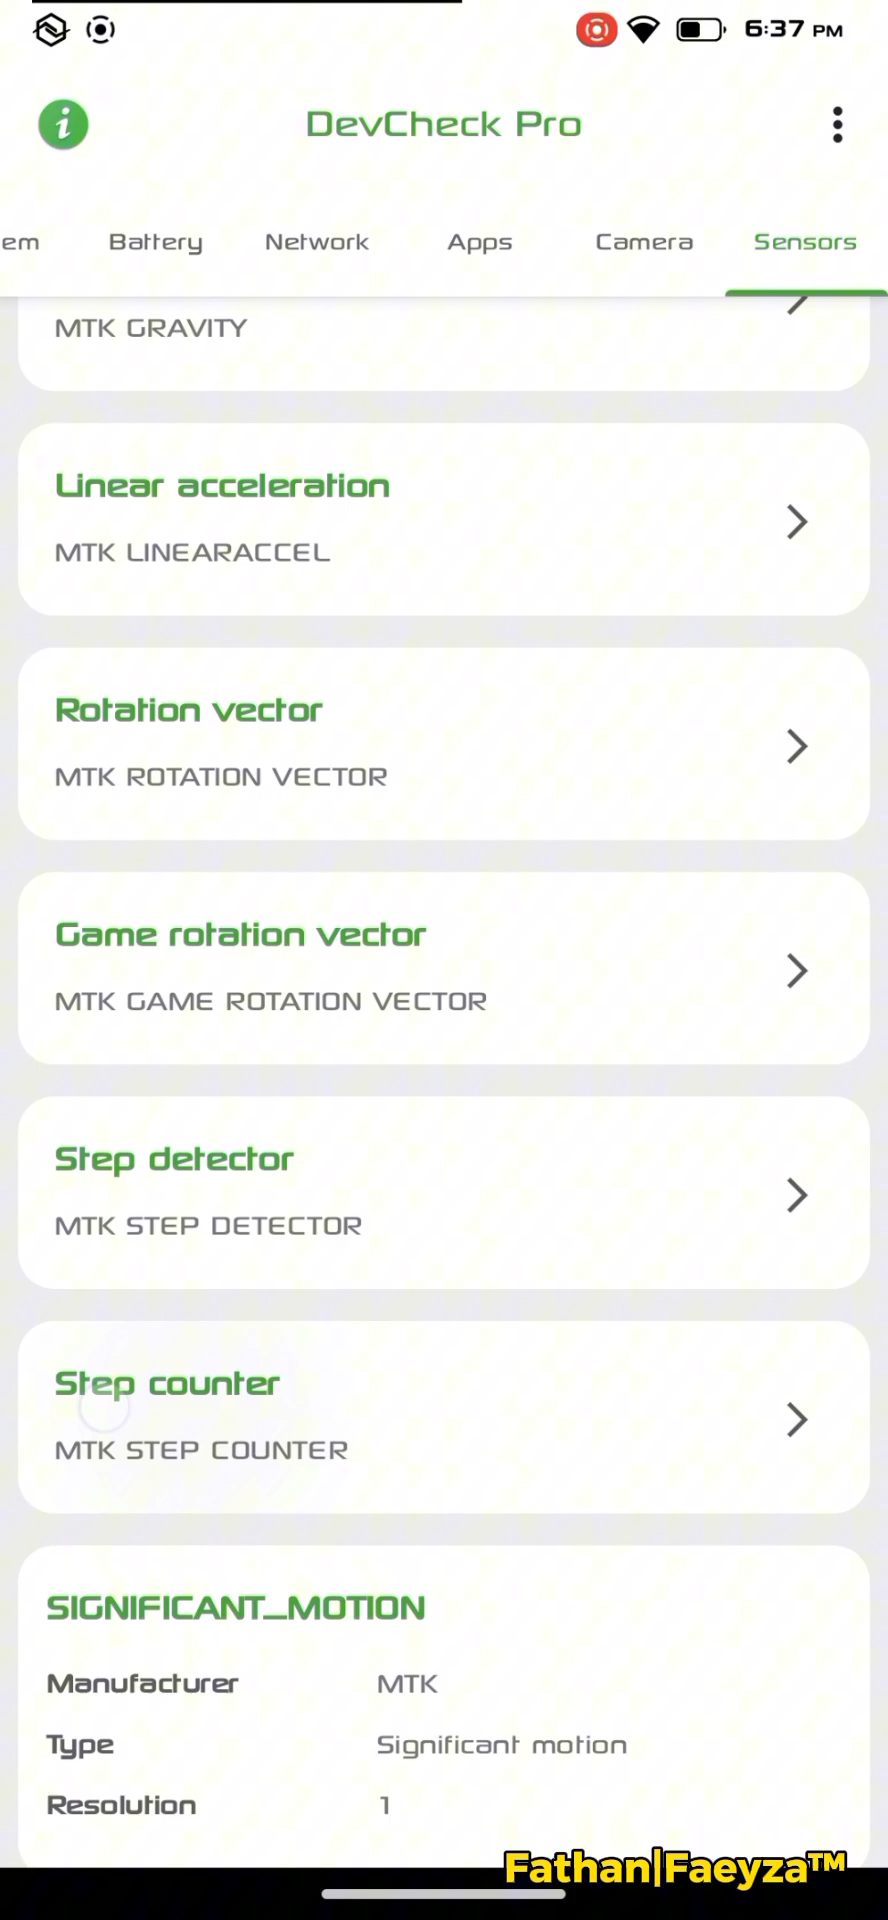 6:37 PM
DevCheck Pro
em Battery Network Apps Camera Sensors
MTK GRAVITY
Linear acceleration
MTK LINEARACCEL
Rotation vector
MTK ROTATION VECTOR
Game rotation vector
MTK GAME ROTATION VECTOR
Step detector
MTK STEP DETECTOR
Step counter
MTK STEP COUNTER
SIGNIFICANT_MOTION
Manufacturer MTK
Type Significant motion
Resolution 1
Fathan|Faeyza™